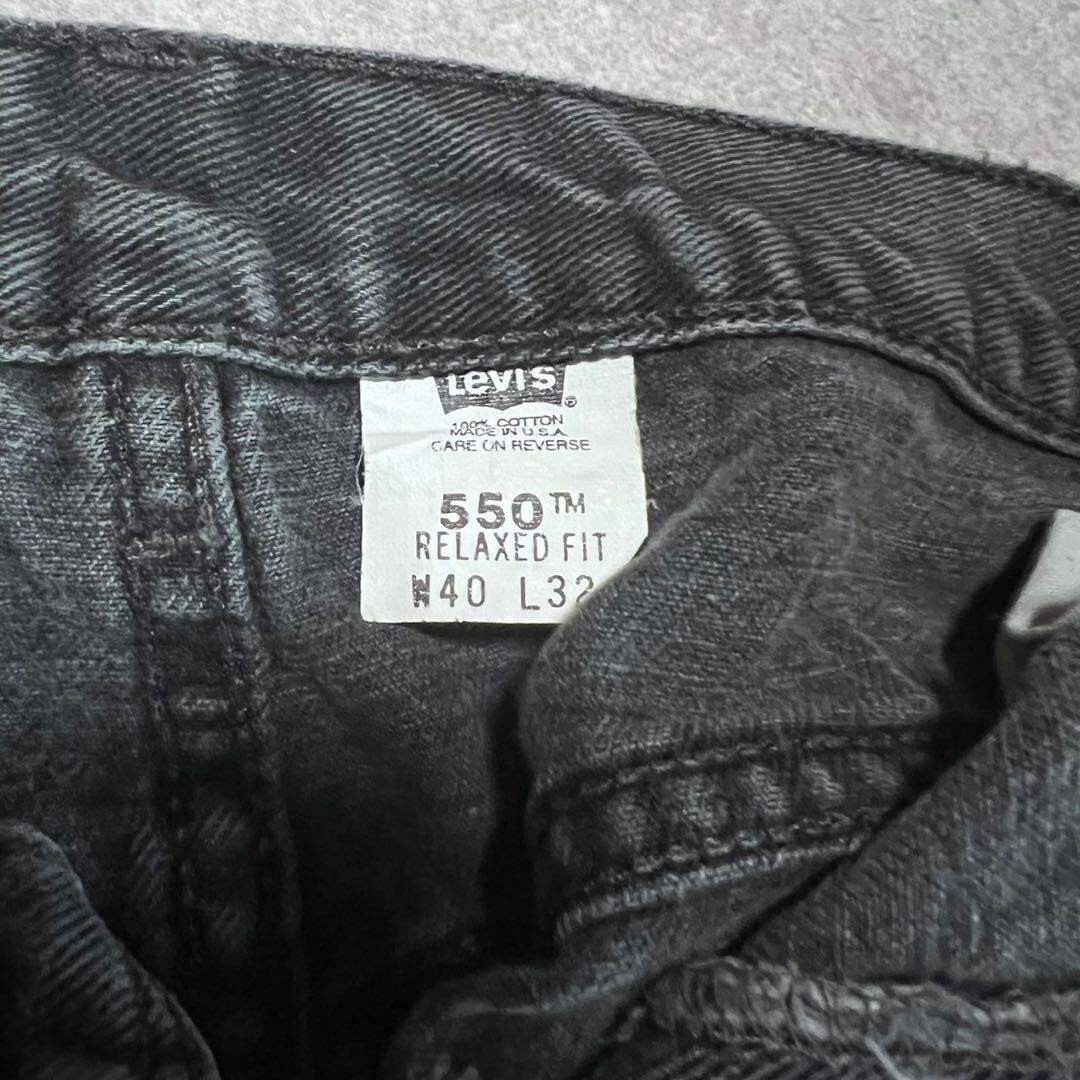 Levi's
®
100% COTTON
MADE IN U.S.A.
CARE ON REVERSE
550™
RELAXED FIT
W40 L32